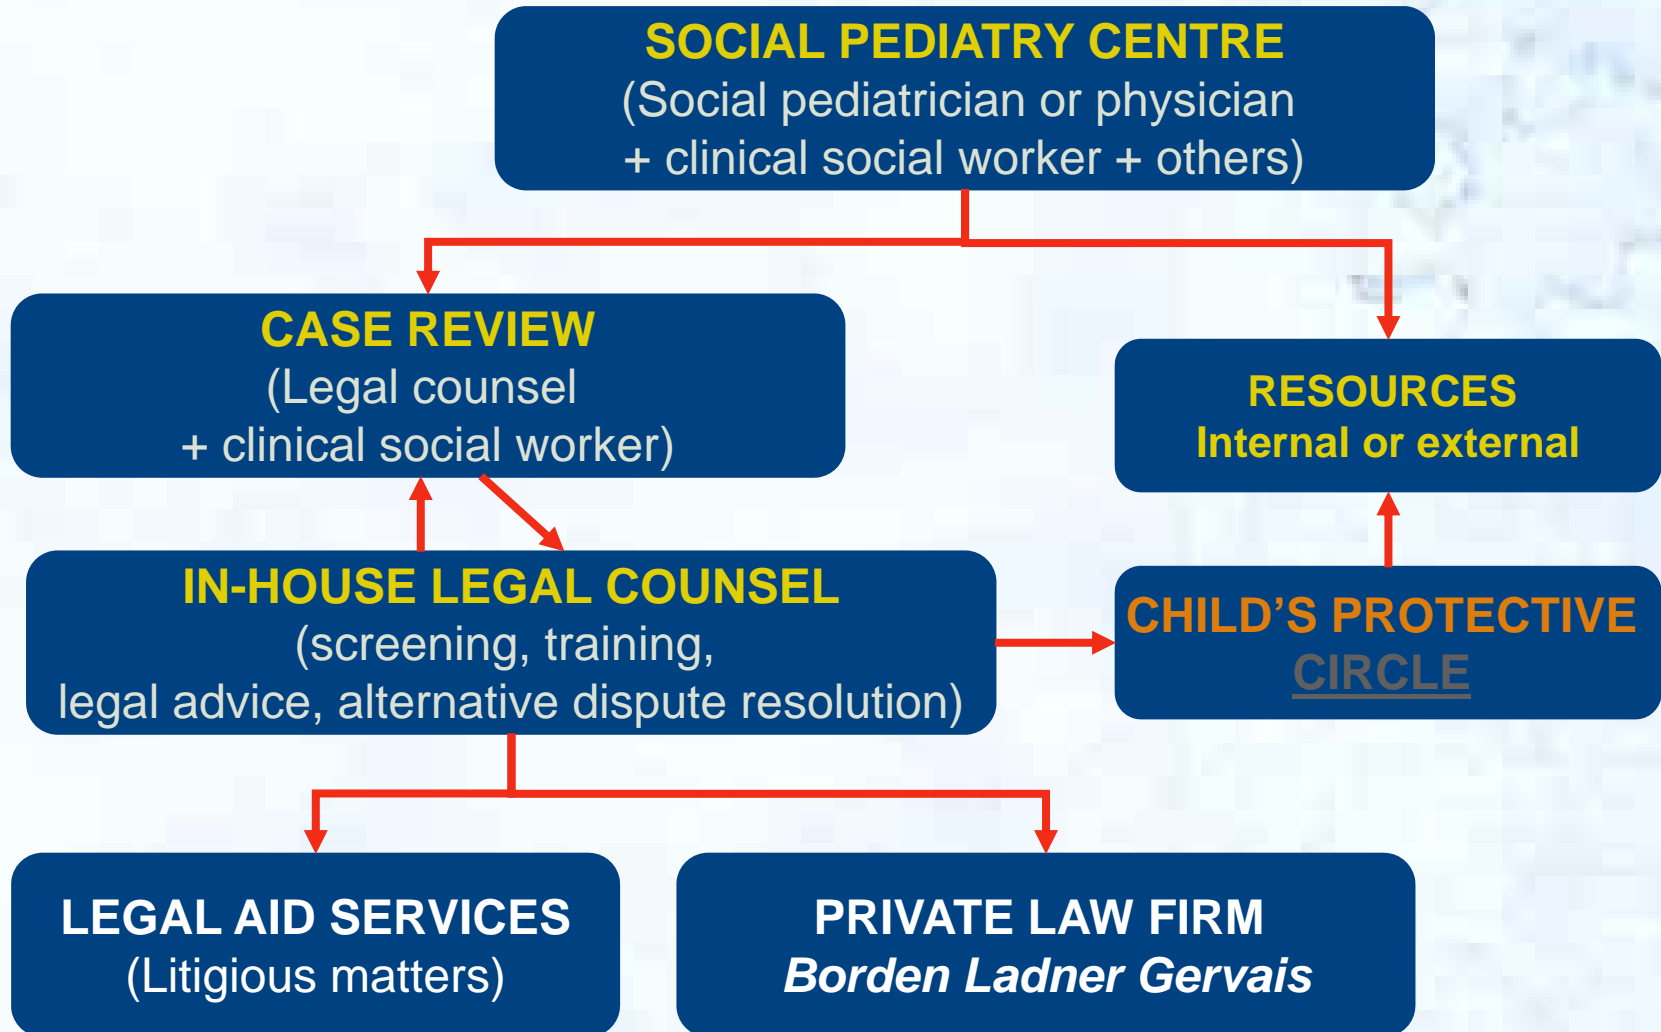 SOCIAL PEDIATRY CENTRE
(Social pediatrician or physician
+ clinical social worker + others)
CASE REVIEW
(Legal counsel
+ clinical social worker)
RESOURCES
Internal or external
IN-HOUSE LEGAL COUNSEL
(screening, training,
legal advice, alternative dispute resolution)
CHILD’S PROTECTIVE
CIRCLE
LEGAL AID SERVICES
(Litigious matters)
PRIVATE LAW FIRM
Borden Ladner Gervais